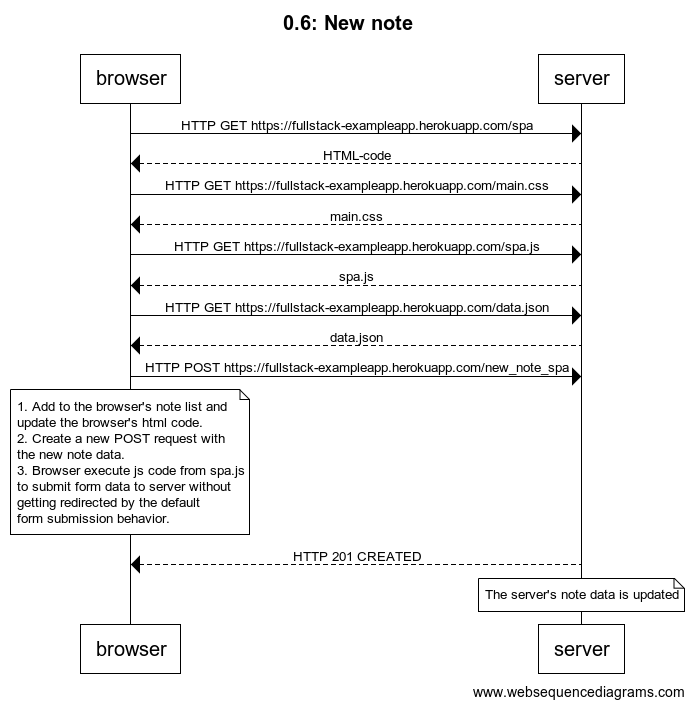 0.6: New note
browser
server
HTTP GET https://fullstack-exampleapp.herokuapp.com/spa
HTML-code
HTTP GET https://fullstack-exampleapp.herokuapp.com/main.css
main.css
HTTP GET https://fullstack-exampleapp.herokuapp.com/spa.js
spa.js
HTTP GET https://fullstack-exampleapp.herokuapp.com/data.json
data.json
HTTP POST https://fullstack-exampleapp.herokuapp.com/new_note_spa
1. Add to the browser's note list and
update the browser's html code.
2. Create a new POST request with
the new note data.
3. Browser execute js code from spa.js
to submit form data to server without
getting redirected by the default
form submission behavior.
HTTP 201 CREATED
The server's note data is updated
browser
server
www.websequencediagrams.com